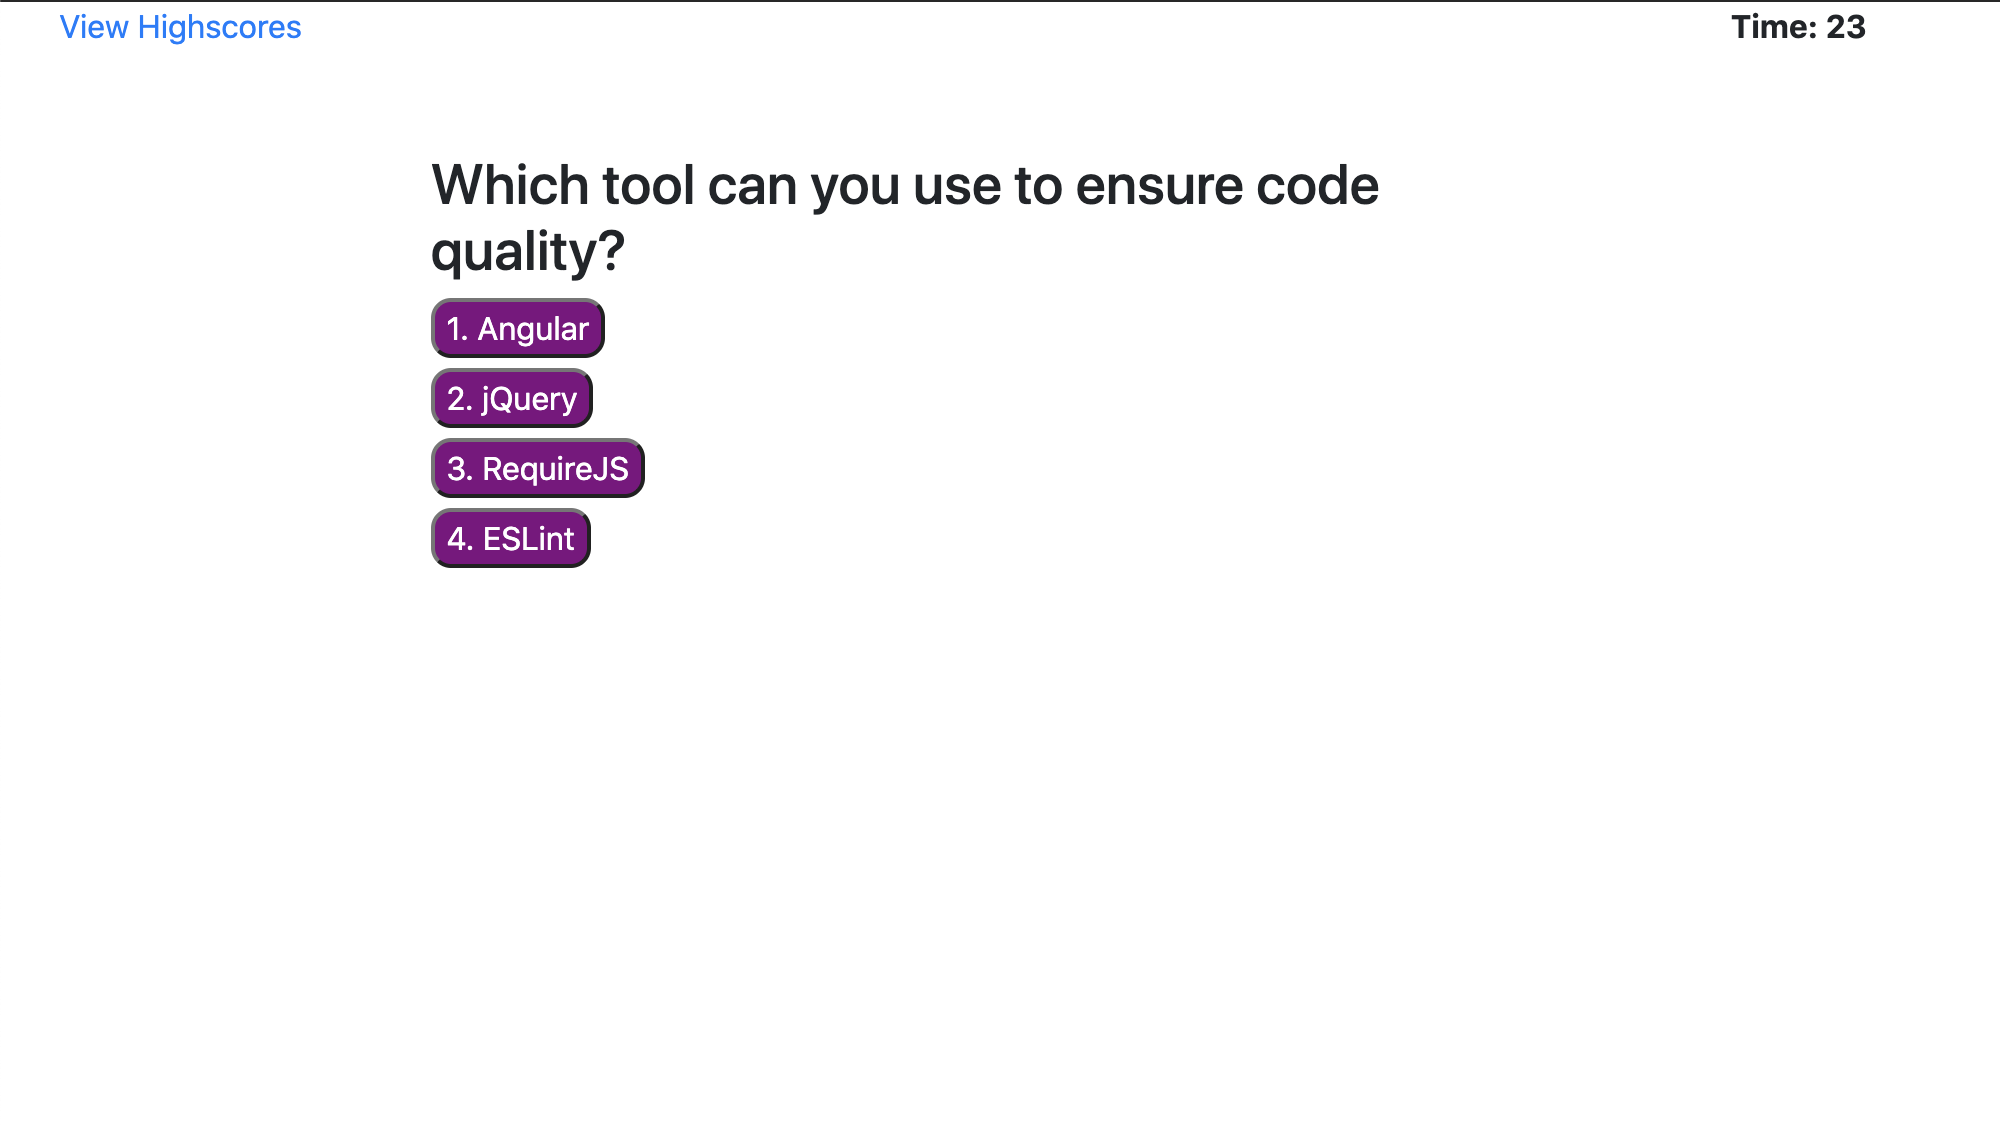 View Highscores
Time: 23
Which tool can you use to ensure code
quality?
1. Angular
2. jQuery
3. RequireJS
4. ESLint